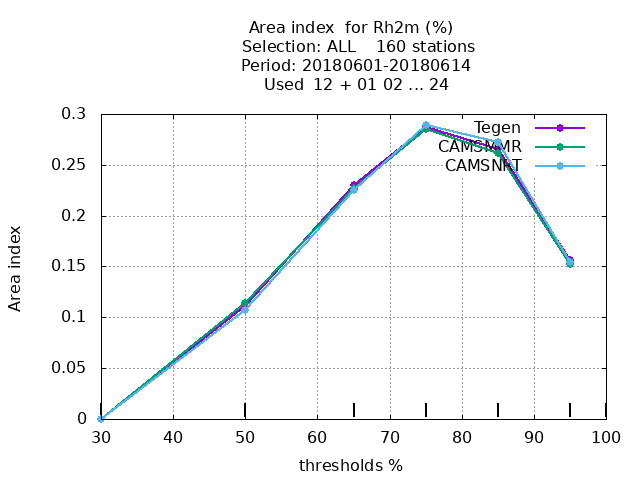 Area index  for Rh2m (%)
Selection: ALL    160 stations
Period: 20180601-20180614
Used  12 + 01 02 ... 24
0.3
0.25
0.2
0.15
0.1
0.05
0
Area index
Tegen
CAMSMMR
CAMSNRT
30 40 50 60 70 80 90 100
thresholds %